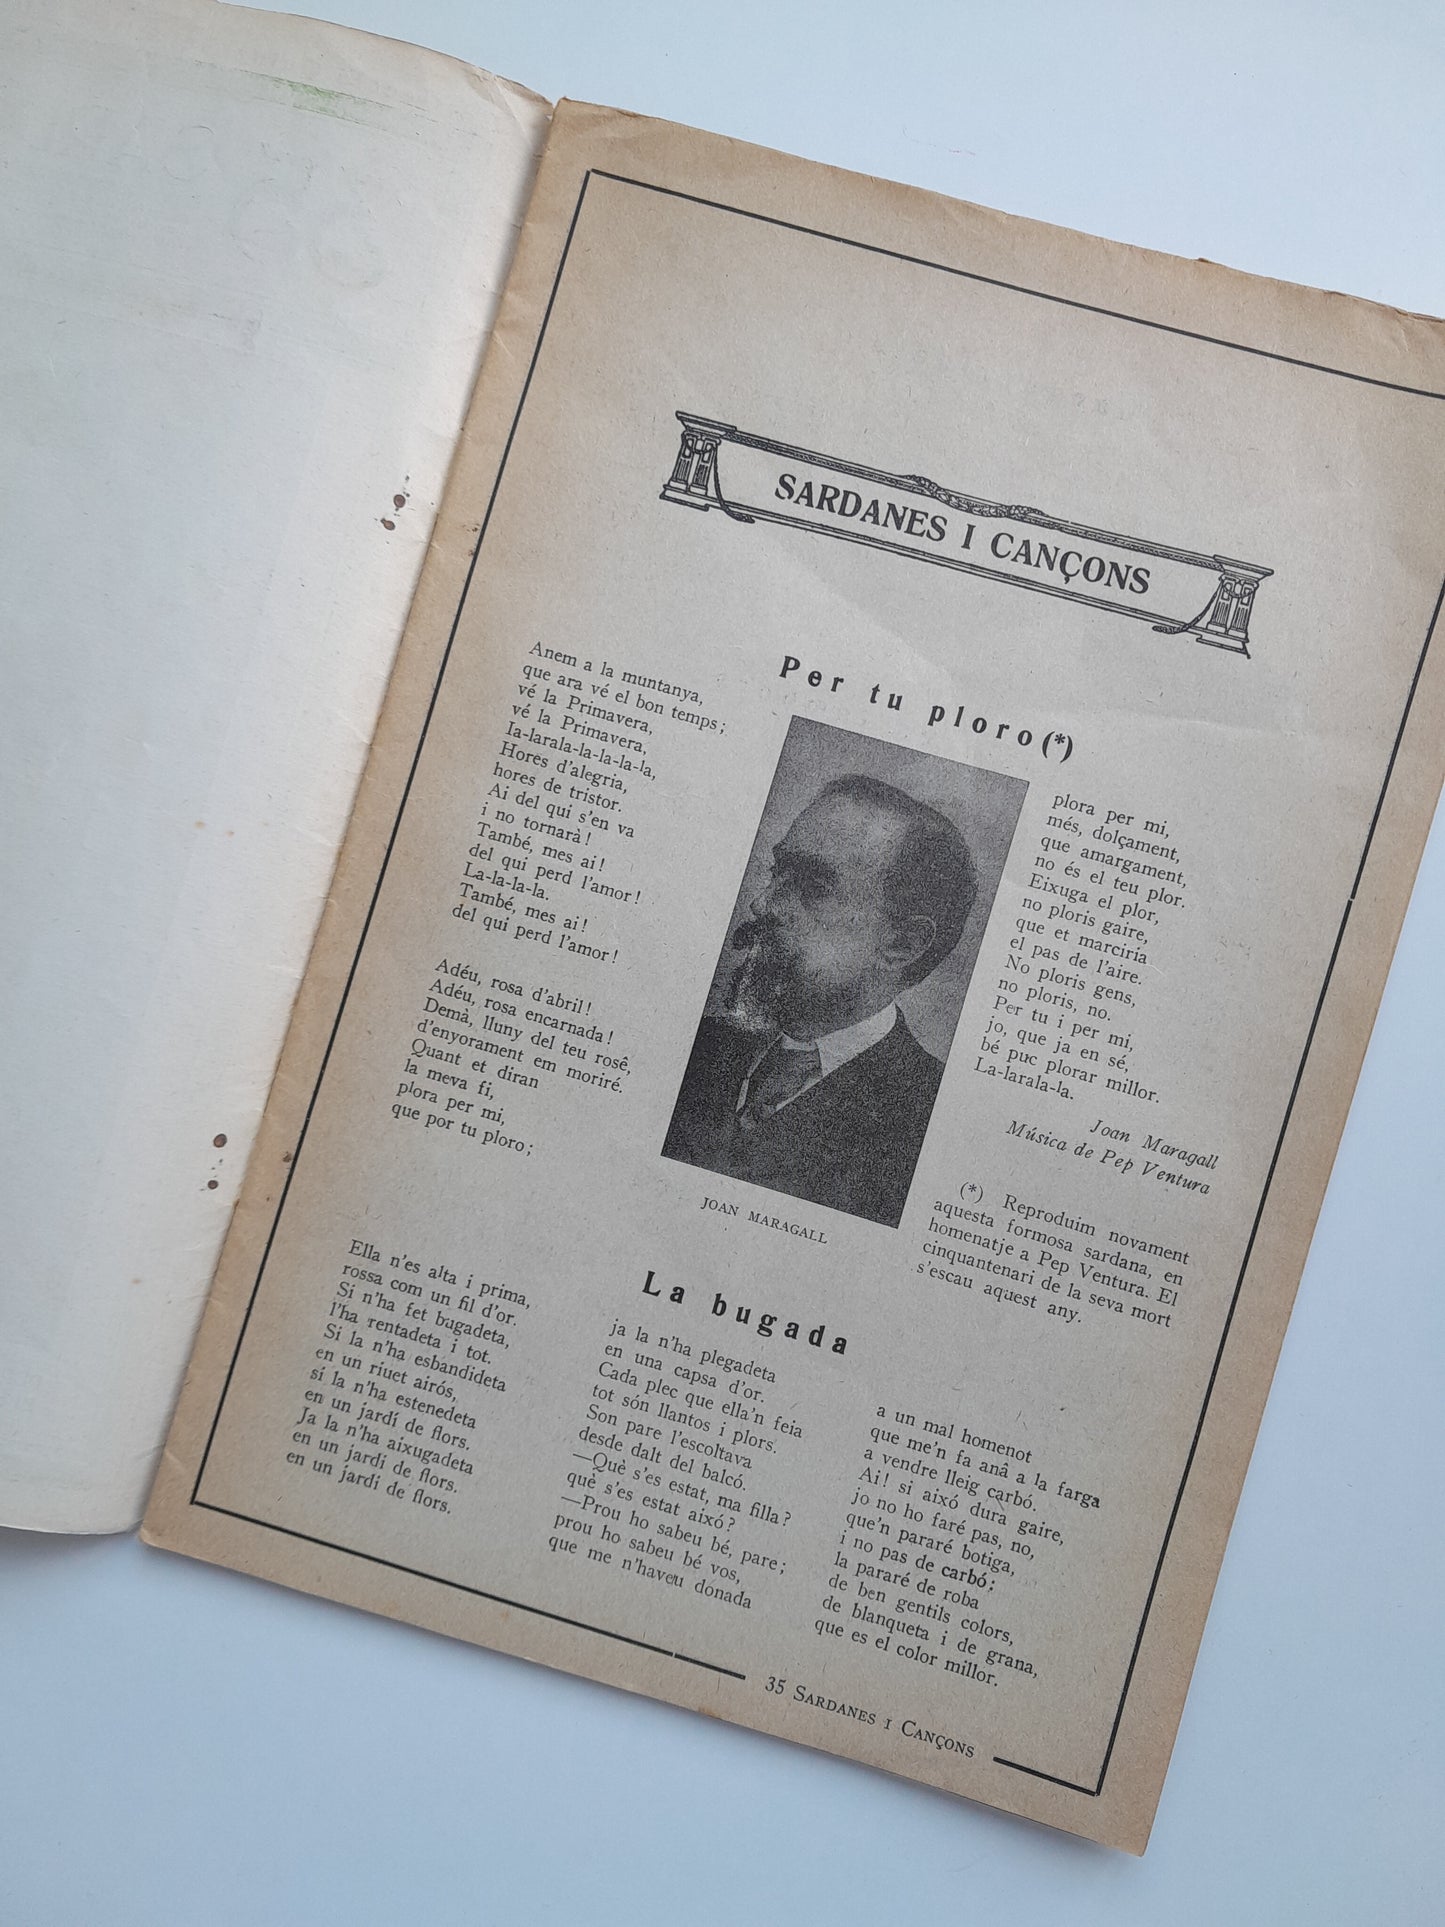 SARDANES I CANÇONS
Per tu ploro(*)
Anem a la muntanya,
que ara vé el bon temps;
vé la Primavera,
vé la Primavera,
la-larala-la-la-la-la,
Hores d'alegria,
hores de tristor.
Ai del qui s'en va
i no tornarà!
També, mes ai!
del qui perd l'amor!
La-la-la-la.
També, mes ai!
del qui perd l'amor!
Adéu, rosa d'abril!
Adéu, rosa encarnada!
Demà, lluny del teu rosê,
d'enyorament em moriré.
Quant et diran
la meva fi,
plora per mi,
que por tu ploro;
JOAN MARAGALL
plora per mi,
més, dolçament,
que amargament,
no és el teu plor.
Eixuga el plor,
no ploris gaire,
que et marciria
el pas de l'aire.
No ploris gens,
no ploris, no.
Per tu i per mi,
jo, que ja en sé,
bé puc plorar millor.
La-larala-la.
Joan Maragall
Música de Pep Ventura
(*) Reproduim novament
aquesta formosa sardana, en
homenatje a Pep Ventura. El
cinquantenari de la seva mort
s'escau aquest any.
La bugada
Ella n'es alta i prima,
rossa com un fil d'or.
Si n'ha fet bugadeta,
l'ha rentadeta i tot.
Si la n'ha esbandideta
en un riuet airós,
si la n'ha estenedeta
en un jardí de flors.
Ja la n'ha aixugadeta
en un jardí de flors.
en un jardí de flors.
ja la n'ha plegadeta
en una capsa d'or.
Cada plec que ella'n feia
tot són llantos i plors.
Son pare l'escoltava
desde dalt del balcó.
—Què s'es estat, ma filla?
què s'es estat aixó?
—Prou ho sabeu bé, pare;
prou ho sabeu bé vos,
que me n'haveu donada
a un mal homenot
que me'n fa anâ a la farga
a vendre lleig carbó.
Ai! si aixó dura gaire,
jo no ho faré pas, no,
que'n pararé botiga,
i no pas de carbó;
la pararé de roba
de ben gentils colors,
de blanqueta i de grana,
que es el color millor.
35 SARDANES I CANÇONS